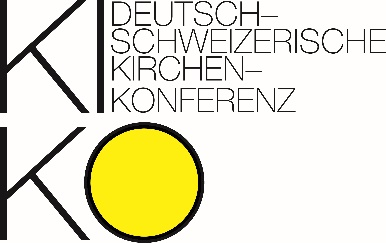 KI
DEUTSCH–
SCHWEIZERISCHE
KIRCHEN–
KONFERENZ
KO